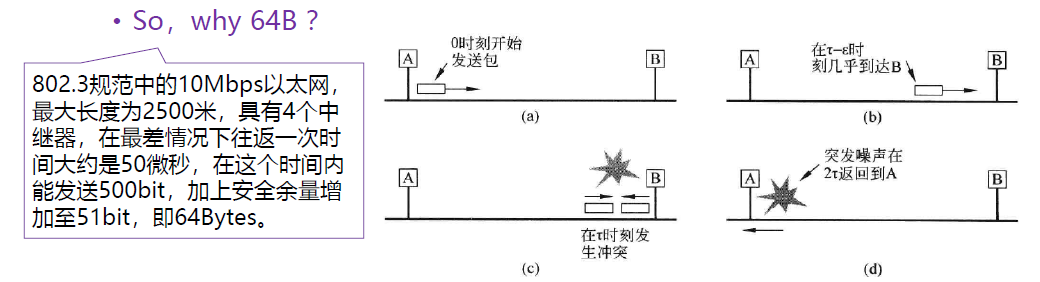 • So，why 64B ?
802.3规范中的10Mbps以太网，
最大长度为2500米，具有4个中
继器，在最差情况下往返一次时
间大约是50微秒，在这个时间内
能发送500bit，加上安全余量增
加至51bit，即64Bytes。
0时刻开始
发送包
A
B
(a)
在τ−ε时
刻几乎到达B
A
B
(b)
A
B
在τ时刻发
生冲突
(c)
突发噪声在
2τ返回到A
A
B
(d)